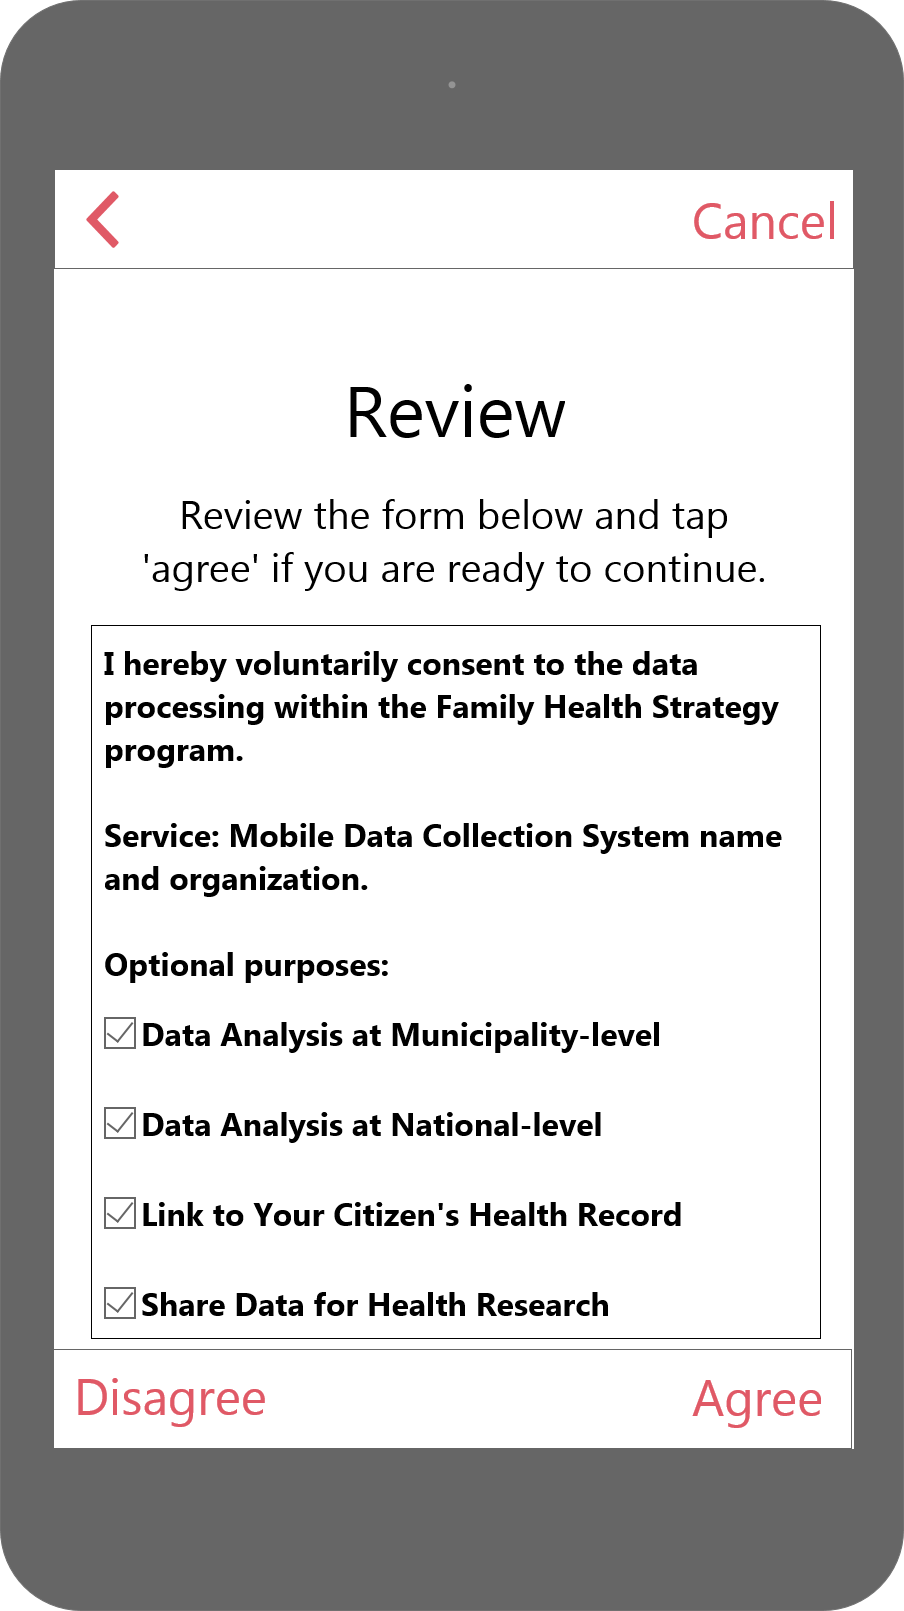 Cancel
Review
Review the form below and tap
'agree' if you are ready to continue.
I hereby voluntarily consent to the data
processing within the Family Health Strategy
program.
Service: Mobile Data Collection System name
and organization.
Optional purposes:
Data Analysis at Municipality-level
Data Analysis at National-level
Link to Your Citizen's Health Record
Share Data for Health Research
Disagree
Agree